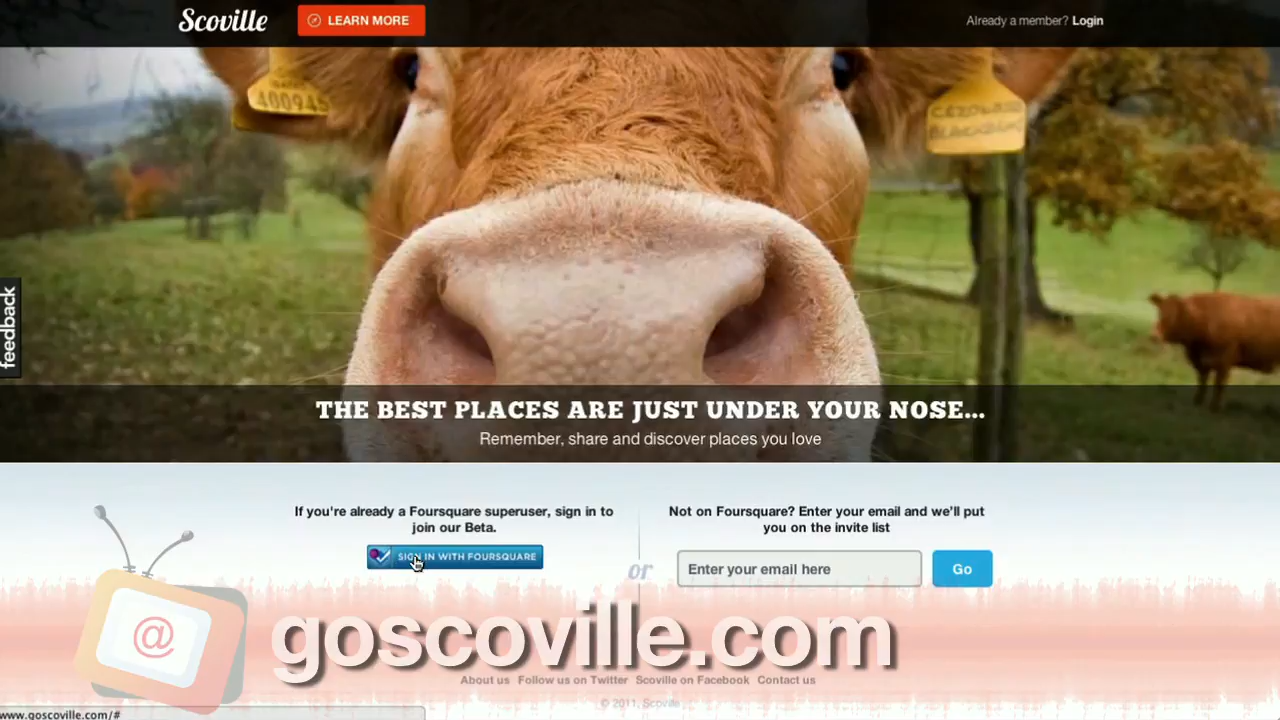 Scoville
LEARN MORE
Already a member? Login
400945
feedback
THE BEST PLACES ARE JUST UNDER YOUR NOSE...
Remember, share and discover places you love
If you're already a Foursquare superuser, sign in to
join our Beta.
SIGN IN WITH FOURSQUARE
or
Not on Foursquare? Enter your email and we'll put
you on the invite list
Enter your email here
Go
@
goscoville.com
About us Follow us on Twitter Scoville on Facebook Contact us
© 2011, Scoville
www.goscoville.com/#